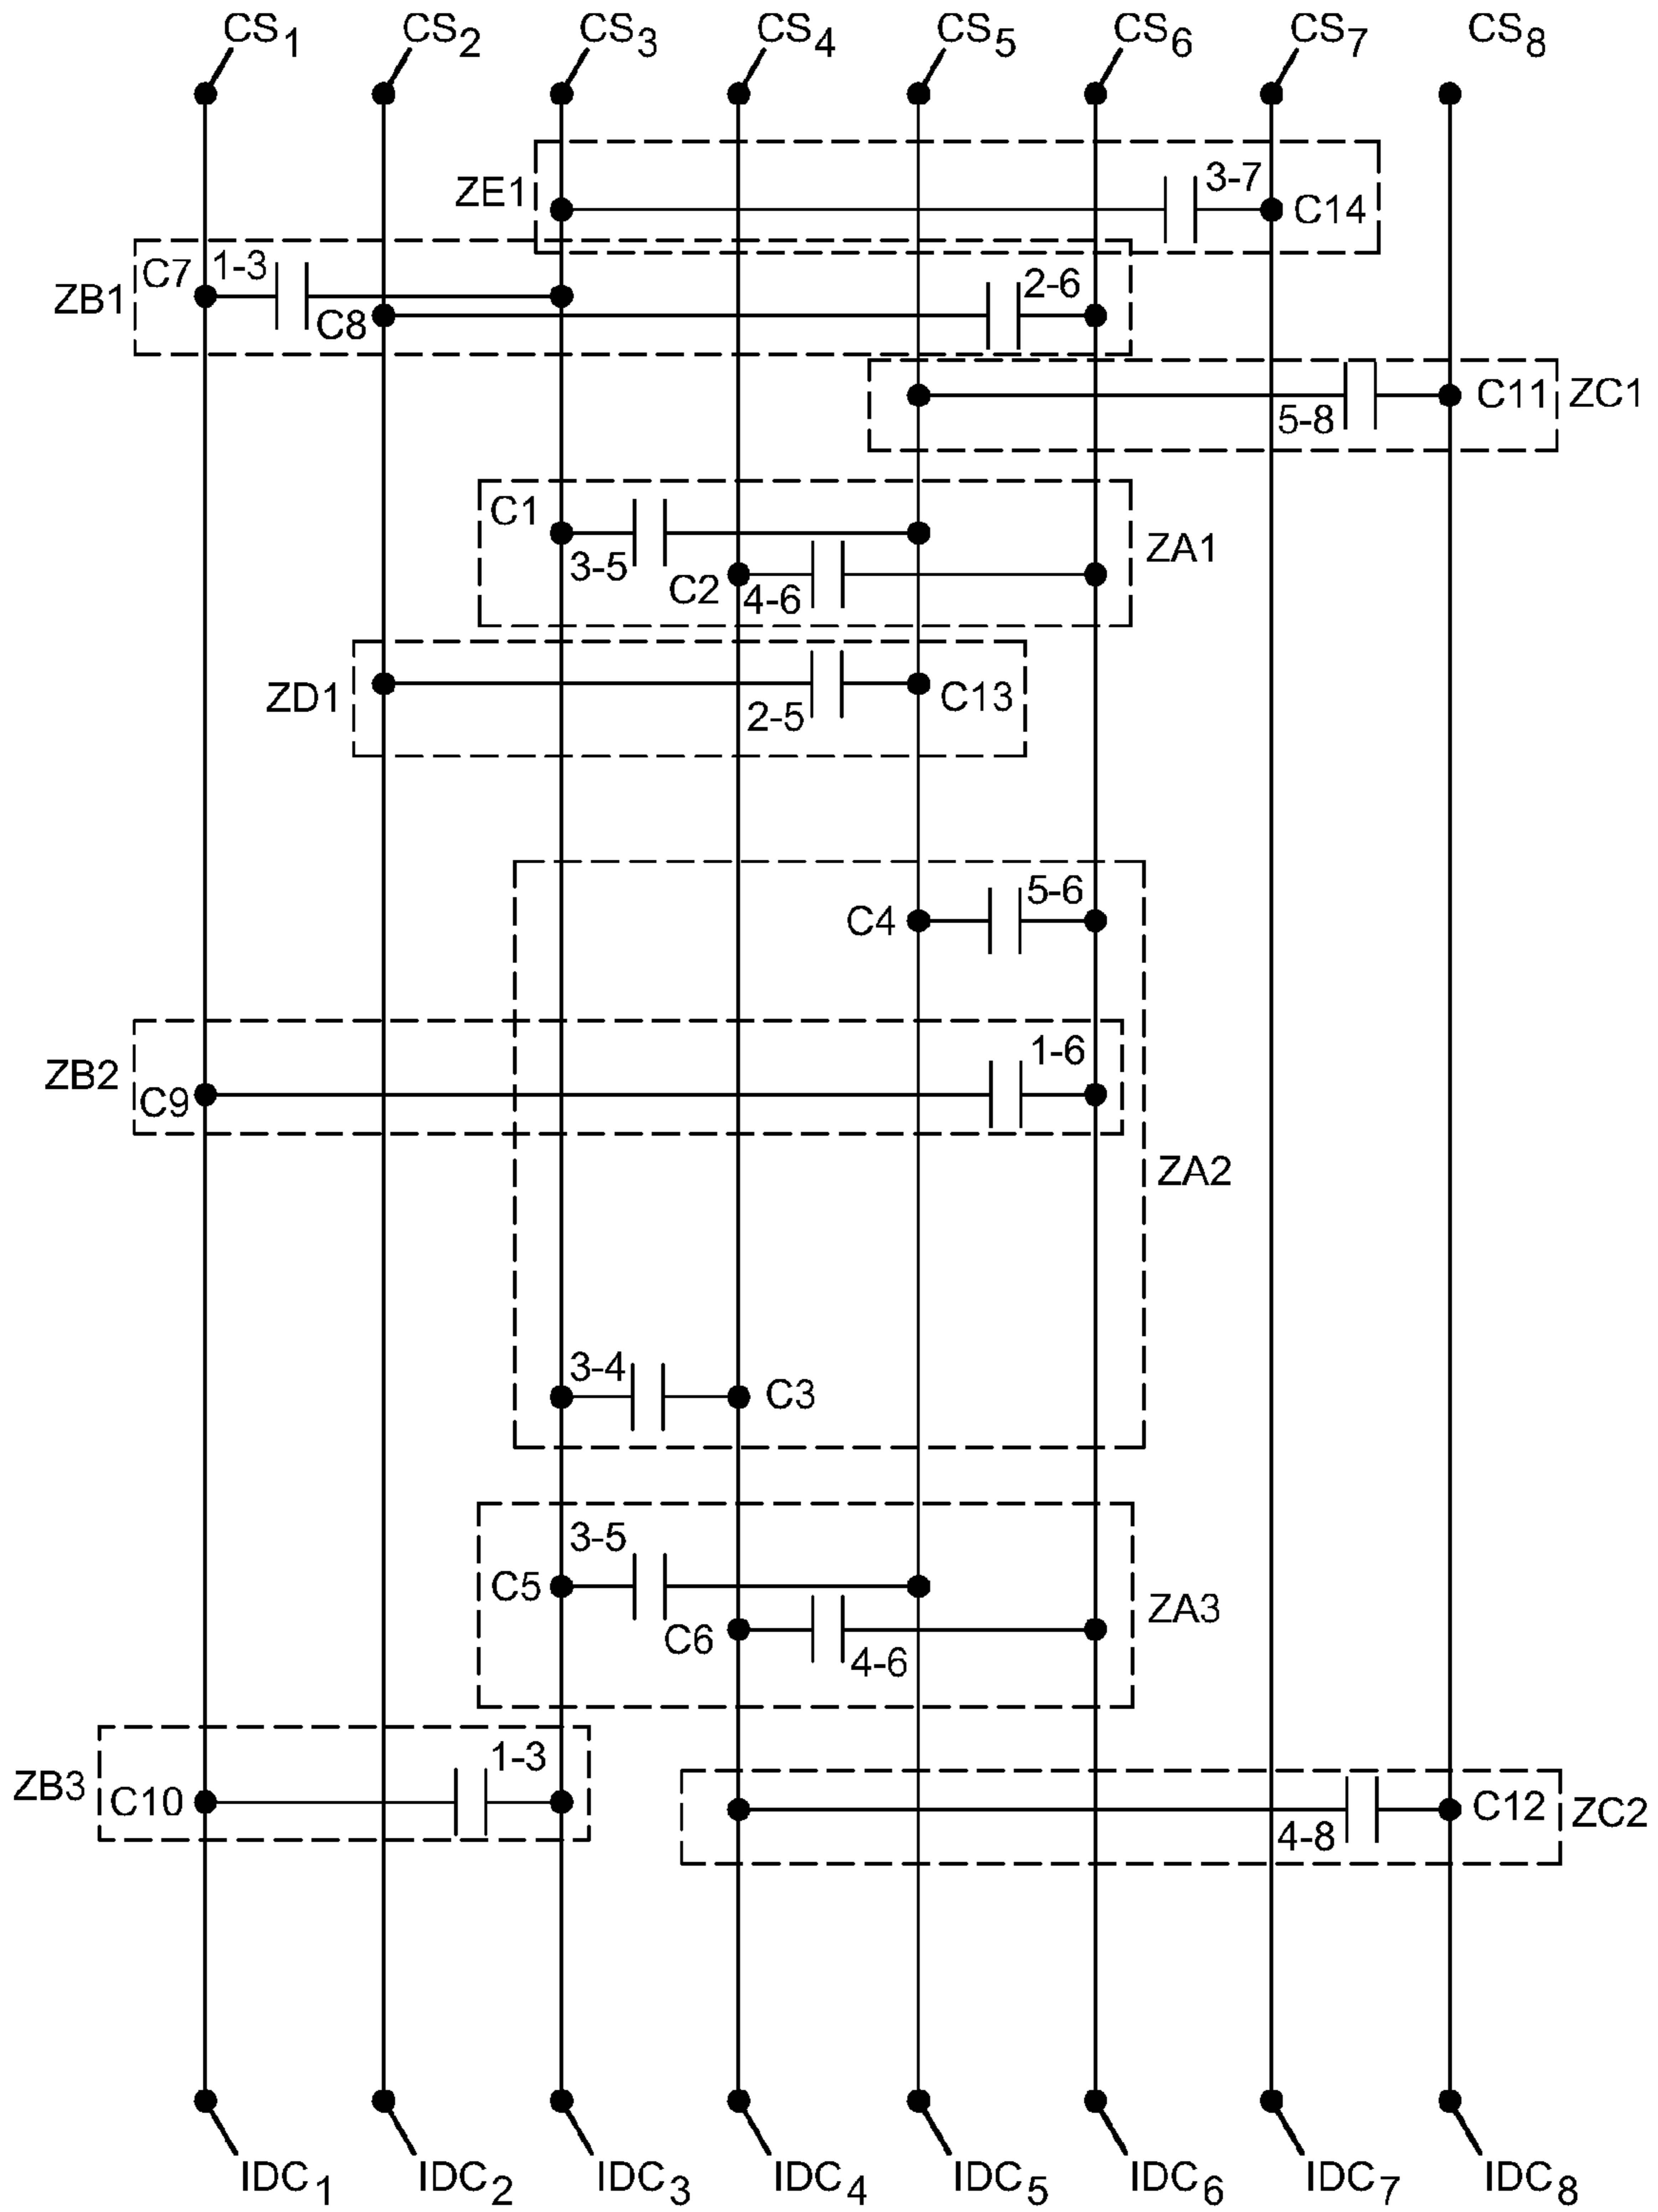 CS1 CS2 CS3 CS4 CS5 CS6 CS7 CS8
3-7
ZE1 C14
C7 1-3 2-6
ZB1 C8
C11 ZC1
5-8
C1
3-5 ZA1
C2 4-6
ZD1 C13
2-5
5-6
C4
1-6
ZB2
C9
ZA2
3-4
C3
3-5
C5
ZA3
C6
4-6
1-3
ZB3 C10 C12 ZC2
4-8
IDC1 IDC2 IDC3 IDC4 IDC5 IDC6 IDC7 IDC8